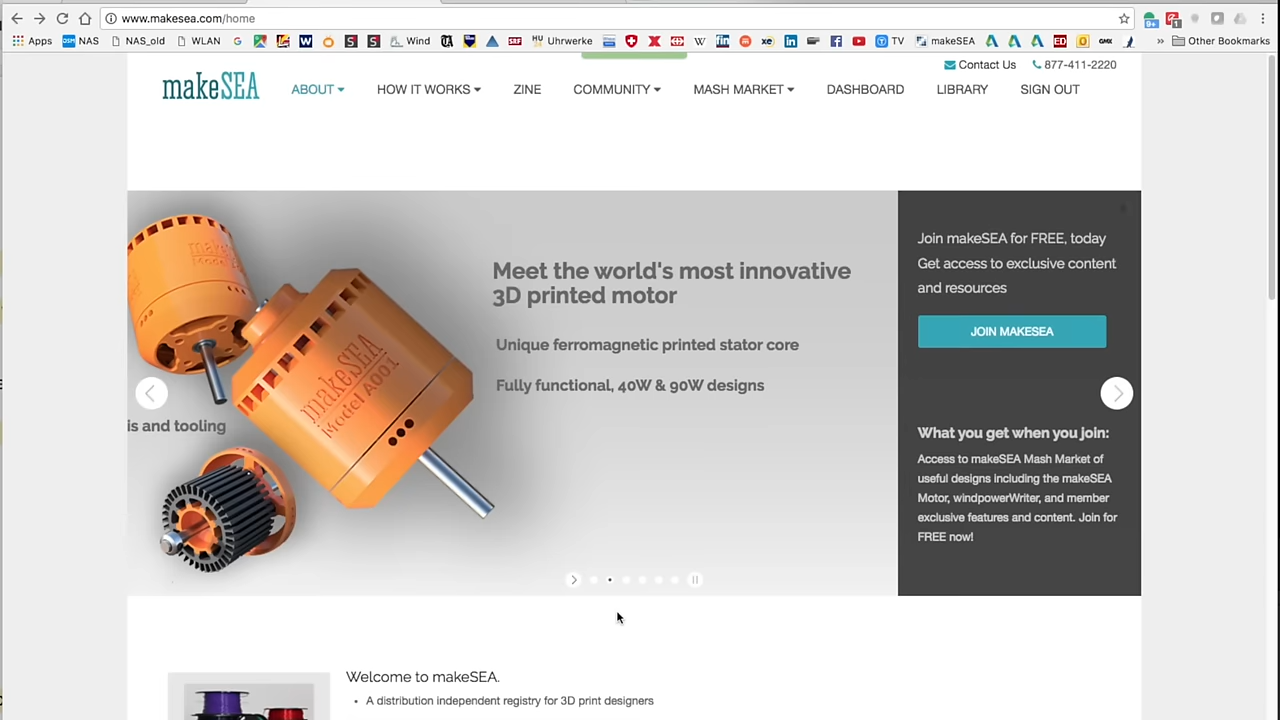 www.makesea.com/home
Apps NAS NAS_old WLAN Wind Uhrwerke TV makeSEA Other Bookmarks
Contact Us 877-411-2220
makeSEA ABOUT HOW IT WORKS ZINE COMMUNITY MASH MARKET DASHBOARD LIBRARY SIGN OUT
Meet the world's most innovative
3D printed motor
Unique ferromagnetic printed stator core
Fully functional, 40W & 90W designs
is and tooling
makeSEA
Model A001
Join makeSEA for FREE, today
Get access to exclusive content
and resources
JOIN MAKESEA
What you get when you join:
Access to makeSEA Mash Market of
useful designs including the makeSEA
Motor, windpowerWriter, and member
exclusive features and content. Join for
FREE now!
Welcome to makeSEA.
• A distribution independent registry for 3D print designers